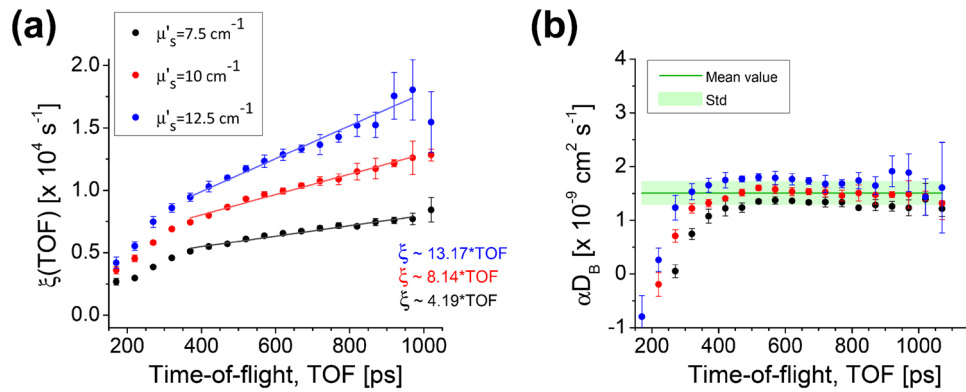 (a)
μ's=7.5 cm⁻¹
μ's=10 cm⁻¹
μ's=12.5 cm⁻¹
ξ(TOF) [x 10⁴ s⁻¹]
2.0
1.5
1.0
0.5
0.0
ξ ~ 13.17*TOF
ξ ~ 8.14*TOF
ξ ~ 4.19*TOF
200 400 600 800 1000
Time-of-flight, TOF [ps]
(b)
Mean value
Std
αD_B [x 10⁻⁹ cm² s⁻¹]
4
3
2
1
0
-1
200 400 600 800 1000
Time-of-flight, TOF [ps]